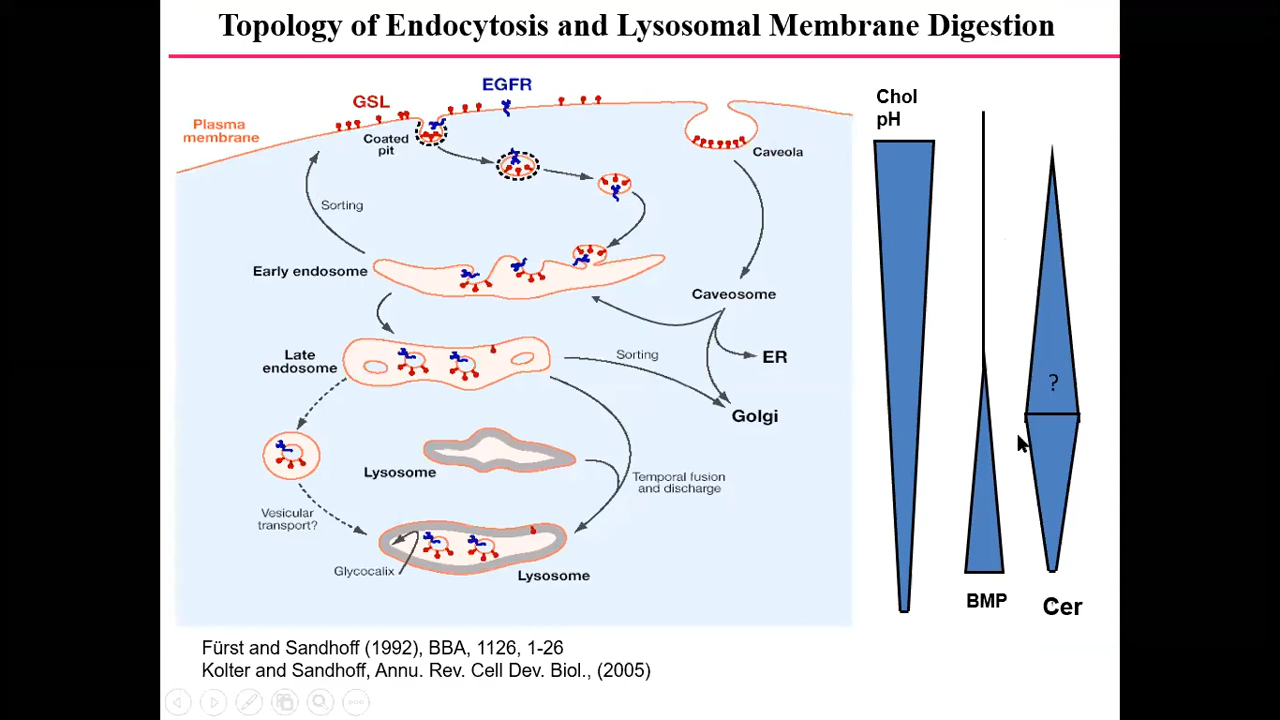 Topology of Endocytosis and Lysosomal Membrane Digestion
EGFR
GSL
Plasma
membrane
Coated
pit
Caveola
Sorting
Early endosome
Caveosome
Late
endosome
Sorting
ER
Golgi
Lysosome
Temporal fusion
and discharge
Vesicular
transport?
Glycocalix
Lysosome
Chol
pH
?
BMP
Cer
Fürst and Sandhoff (1992), BBA, 1126, 1-26
Kolter and Sandhoff, Annu. Rev. Cell Dev. Biol., (2005)